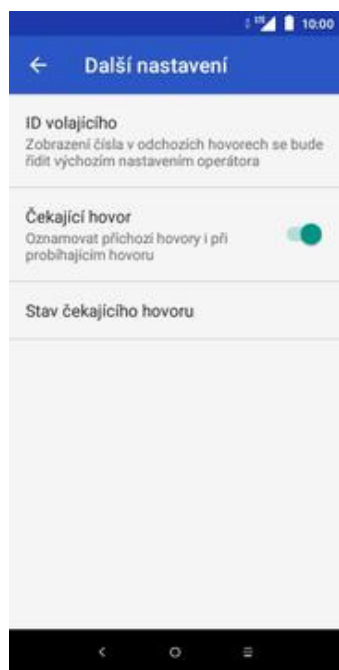 LTE 10:00
Další nastavení
ID volajícího
Zobrazení čísla v odchozích hovorech se bude
řídit výchozím nastavením operátora
Čekající hovor
Oznamovat příchozí hovory i při
probíhajícím hovoru
Stav čekajícího hovoru